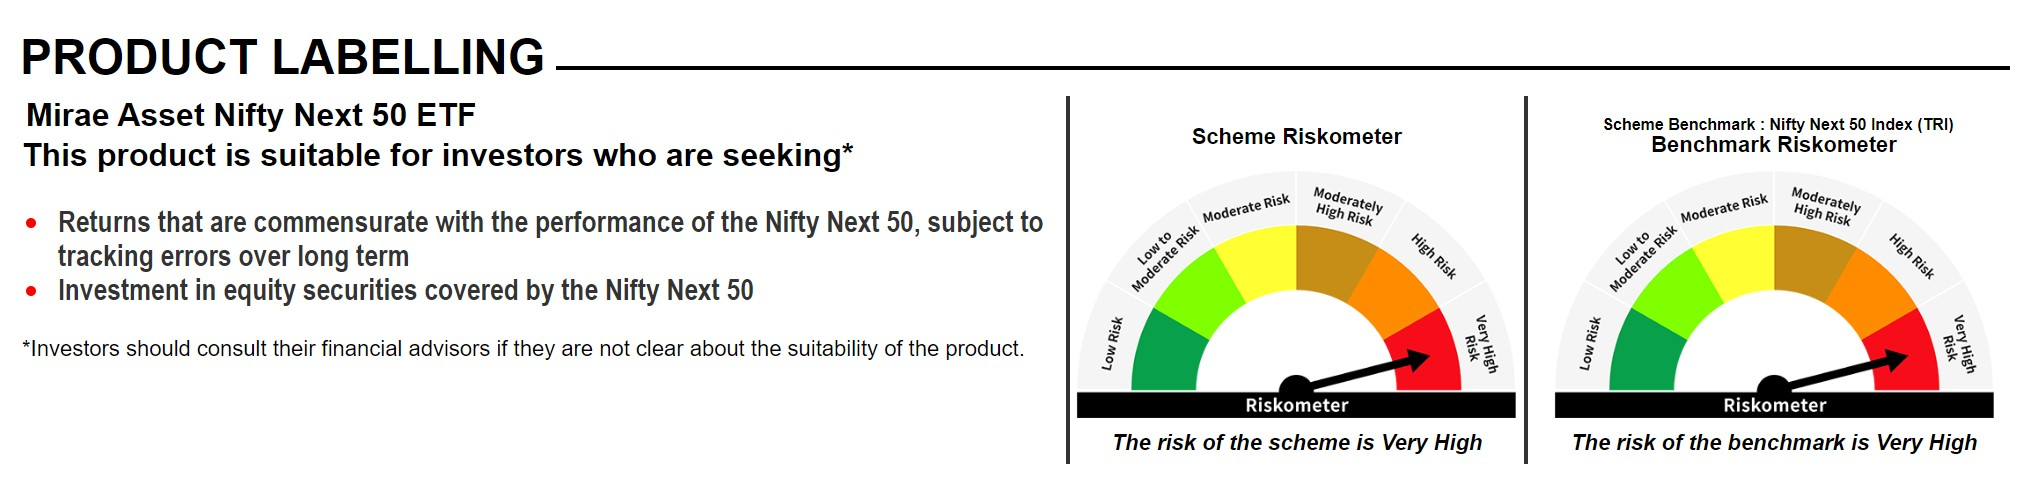 PRODUCT LABELLING
Mirae Asset Nifty Next 50 ETF
This product is suitable for investors who are seeking*
Returns that are commensurate with the performance of the Nifty Next 50, subject to
tracking errors over long term
Investment in equity securities covered by the Nifty Next 50
*Investors should consult their financial advisors if they are not clear about the suitability of the product.
Scheme Riskometer
Low Risk
Low to
Moderate Risk
Moderate Risk
Moderately
High Risk
High Risk
Very High
Risk
Riskometer
The risk of the scheme is Very High
Scheme Benchmark : Nifty Next 50 Index (TRI)
Benchmark Riskometer
Low Risk
Low to
Moderate Risk
Moderate Risk
Moderately
High Risk
High Risk
Very High
Risk
Riskometer
The risk of the benchmark is Very High